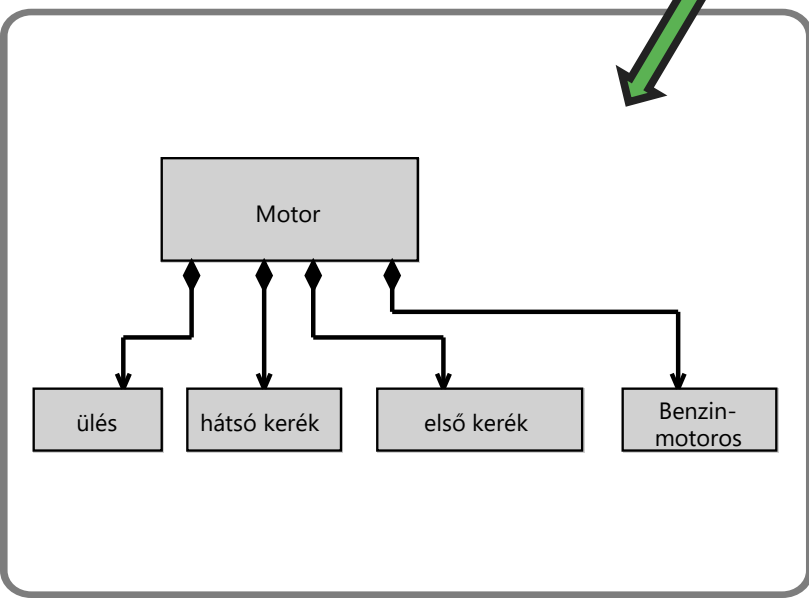 Motor
ülés
hátsó kerék
első kerék
Benzin-
motoros